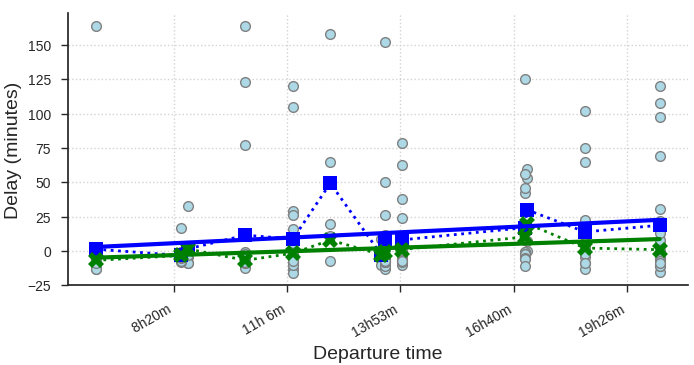 Delay (minutes)
150
125
100
75
50
25
0
−25
8h20m
11h 6m
13h53m
16h40m
19h26m
Departure time